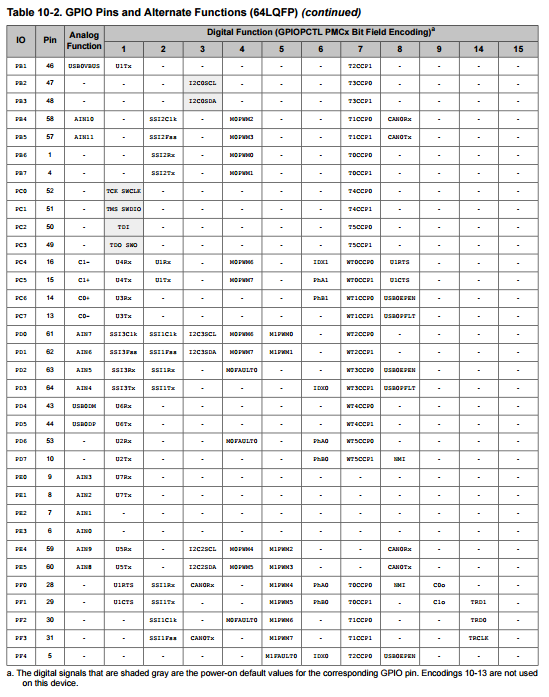 Table 10-2. GPIO Pins and Alternate Functions (64LQFP) (continued)
IO Pin Analog Function Digital Function (GPIOPCTL PMCx Bit Field Encoding)a
1 2 3 4 5 6 7 8 9 14 15
PB1 46 USB0VBUS U1Tx - - - - - T2CCP1 - - - -
PB2 47 - - - I2C0SCL - - - T3CCP0 - - - -
PB3 48 - - - I2C0SDA - - - T3CCP1 - - - -
PB4 58 AIN10 - SSI2Clk - M0PWM2 - - T1CCP0 CAN0Rx - - -
PB5 57 AIN11 - SSI2Fss - M0PWM3 - - T1CCP1 CAN0Tx - - -
PB6 1 - - SSI2Rx - M0PWM0 - - T0CCP0 - - - -
PB7 4 - - SSI2Tx - M0PWM1 - - T0CCP1 - - - -
PC0 52 - TCK SWCLK - - - - - T4CCP0 - - - -
PC1 51 - TMS SWDIO - - - - - T4CCP1 - - - -
PC2 50 - TDI - - - - - T5CCP0 - - - -
PC3 49 - TDO SWO - - - - - T5CCP1 - - - -
PC4 16 C1- U4Rx U1Rx - M0PWM6 - IDX1 WT0CCP0 U1RTS - - -
PC5 15 C1+ U4Tx U1Tx - M0PWM7 - PhA1 WT0CCP1 U1CTS - - -
PC6 14 C0+ U3Rx - - - - PhB1 WT1CCP0 USB0EPEN - - -
PC7 13 C0- U3Tx - - - - - WT1CCP1 USB0PFLT - - -
PD0 61 AIN7 SSI3Clk SSI1Clk I2C3SCL M0PWM6 M1PWM0 - WT2CCP0 - - - -
PD1 62 AIN6 SSI3Fss SSI1Fss I2C3SDA M0PWM7 M1PWM1 - WT2CCP1 - - - -
PD2 63 AIN5 SSI3Rx SSI1Rx - M0FAULT0 - - WT3CCP0 USB0EPEN - - -
PD3 64 AIN4 SSI3Tx SSI1Tx - - - IDX0 WT3CCP1 USB0PFLT - - -
PD4 43 USB0DM U6Rx - - - - - WT4CCP0 - - - -
PD5 44 USB0DP U6Tx - - - - - WT4CCP1 - - - -
PD6 53 - U2Rx - - M0FAULT0 - PhA0 WT5CCP0 - - - -
PD7 10 - U2Tx - - - - PhB0 WT5CCP1 NMI - - -
PE0 9 AIN3 U7Rx - - - - - - - - - -
PE1 8 AIN2 U7Tx - - - - - - - - - -
PE2 7 AIN1 - - - - - - - - - - -
PE3 6 AIN0 - - - - - - - - - - -
PE4 59 AIN9 U5Rx - I2C2SCL M0PWM4 M1PWM2 - - CAN0Rx - - -
PE5 60 AIN8 U5Tx - I2C2SDA M0PWM5 M1PWM3 - - CAN0Tx - - -
PF0 28 - U1RTS SSI1Rx CAN0Rx - M1PWM4 PhA0 T0CCP0 NMI C0o - -
PF1 29 - U1CTS SSI1Tx - - M1PWM5 PhB0 T0CCP1 - C1o TRD1 -
PF2 30 - - SSI1Clk - M0FAULT0 M1PWM6 - T1CCP0 - - TRD0 -
PF3 31 - - SSI1Fss CAN0Tx - M1PWM7 - T1CCP1 - - TRCLK -
PF4 5 - - - - - M1FAULT0 IDX0 T2CCP0 USB0EPEN - - -
a. The digital signals that are shaded gray are the power-on default values for the corresponding GPIO pin. Encodings 10-13 are not used
on this device.